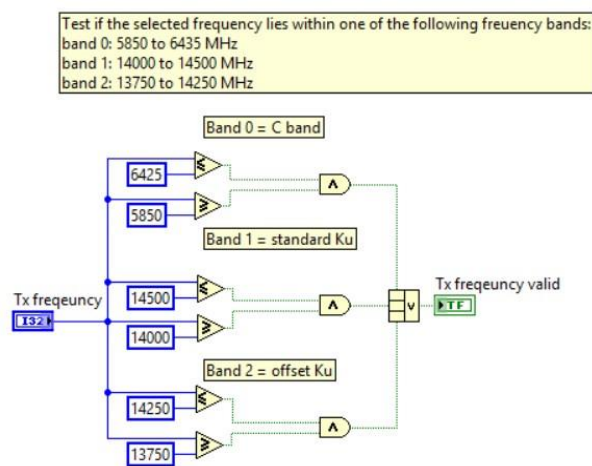 Test if the selected frequency lies within one of the following freuency bands:
band 0: 5850 to 6435 MHz
band 1: 14000 to 14500 MHz
band 2: 13750 to 14250 MHz
Band 0 = C band
≤
6425
∧
≥
5850
Band 1 = standard Ku
≤
14500
Tx freqeuncy
I32
∧
∨
Tx freqeuncy valid
TF
≥
14000
Band 2 = offset Ku
≤
14250
∧
≥
13750